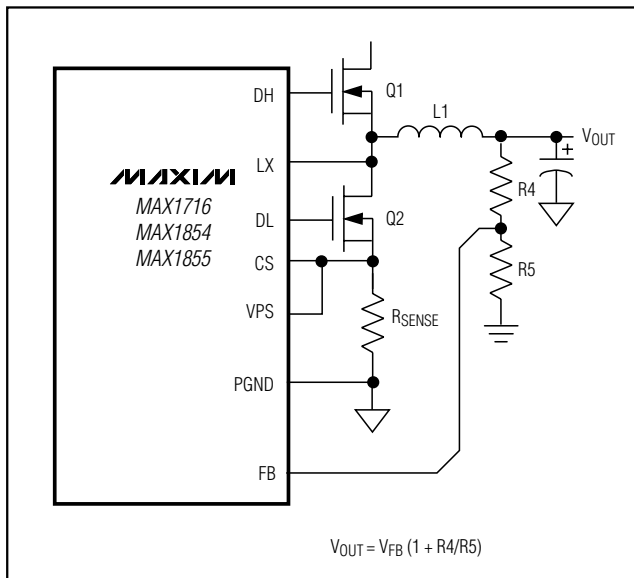 DH
Q1
L1
VOUT
+
LX
MAXIM
MAX1716
MAX1854
MAX1855
R4
DL
Q2
CS
R5
VPS
RSENSE
PGND
FB
VOUT = VFB (1 + R4/R5)